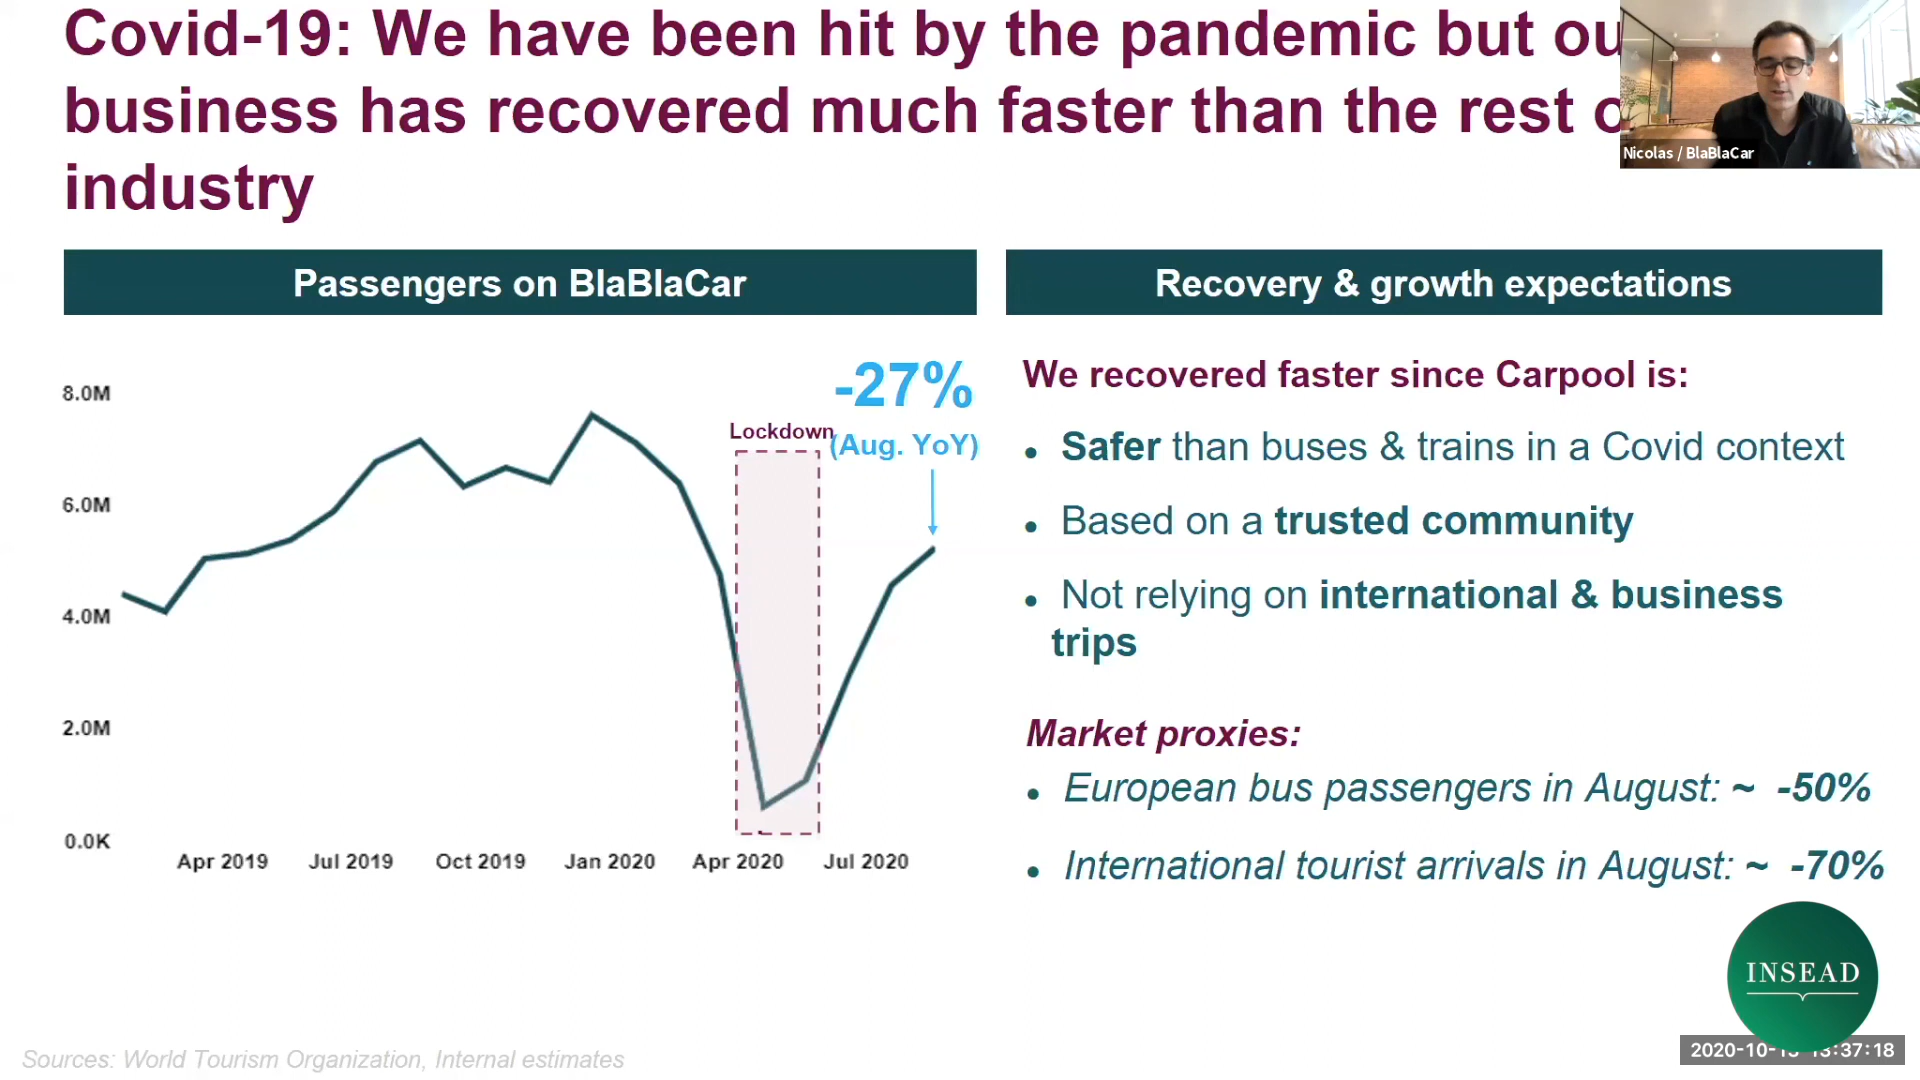 Covid-19: We have been hit by the pandemic but
business has recovered much faster than the rest
industry
Nicolas / BlaBlaCar
Passengers on BlaBlaCar
8.0M
6.0M
4.0M
2.0M
0.0K
Lockdown
-27%
(Aug. YoY)
Apr 2019 Jul 2019 Oct 2019 Jan 2020 Apr 2020 Jul 2020
Recovery & growth expectations
We recovered faster since Carpool is:
• Safer than buses & trains in a Covid context
• Based on a trusted community
• Not relying on international & business
trips
Market proxies:
• European bus passengers in August: ~ -50%
• International tourist arrivals in August: ~ -70%
INSEAD
Sources: World Tourism Organization, Internal estimates